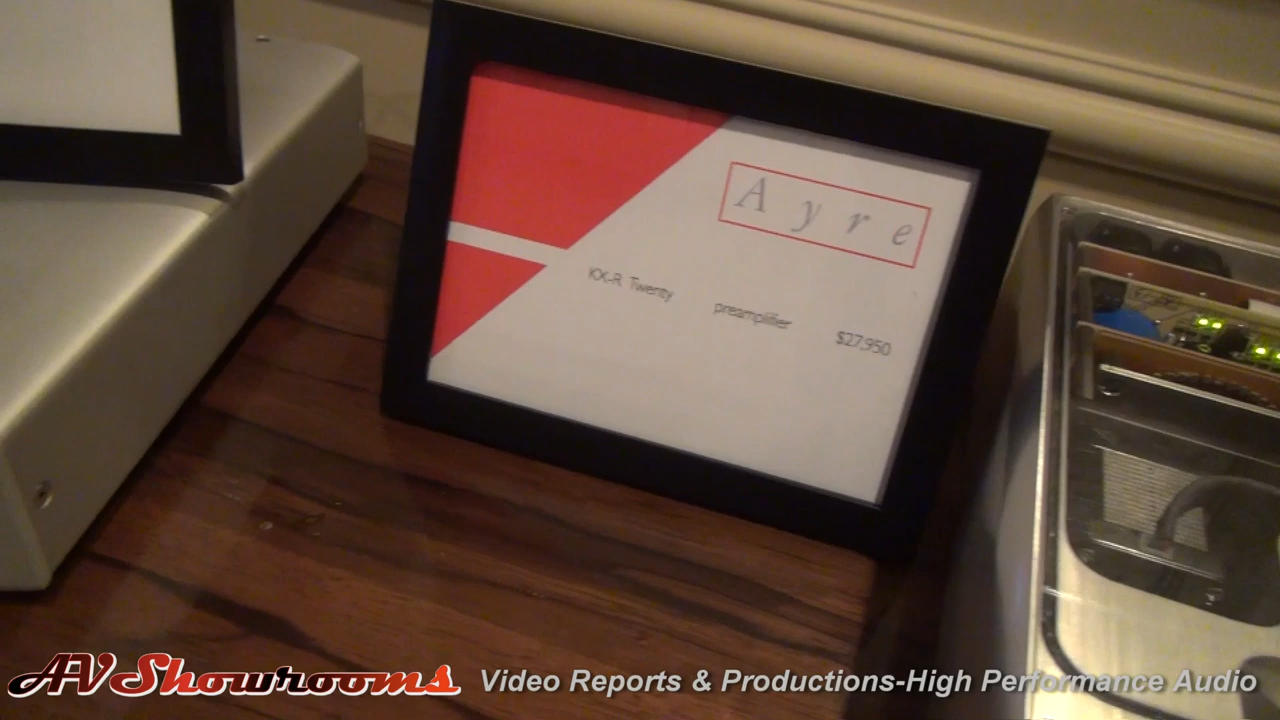 A y r e
KX-R Twenty preamplifier $27,950
AVShowrooms Video Reports & Productions-High Performance Audio